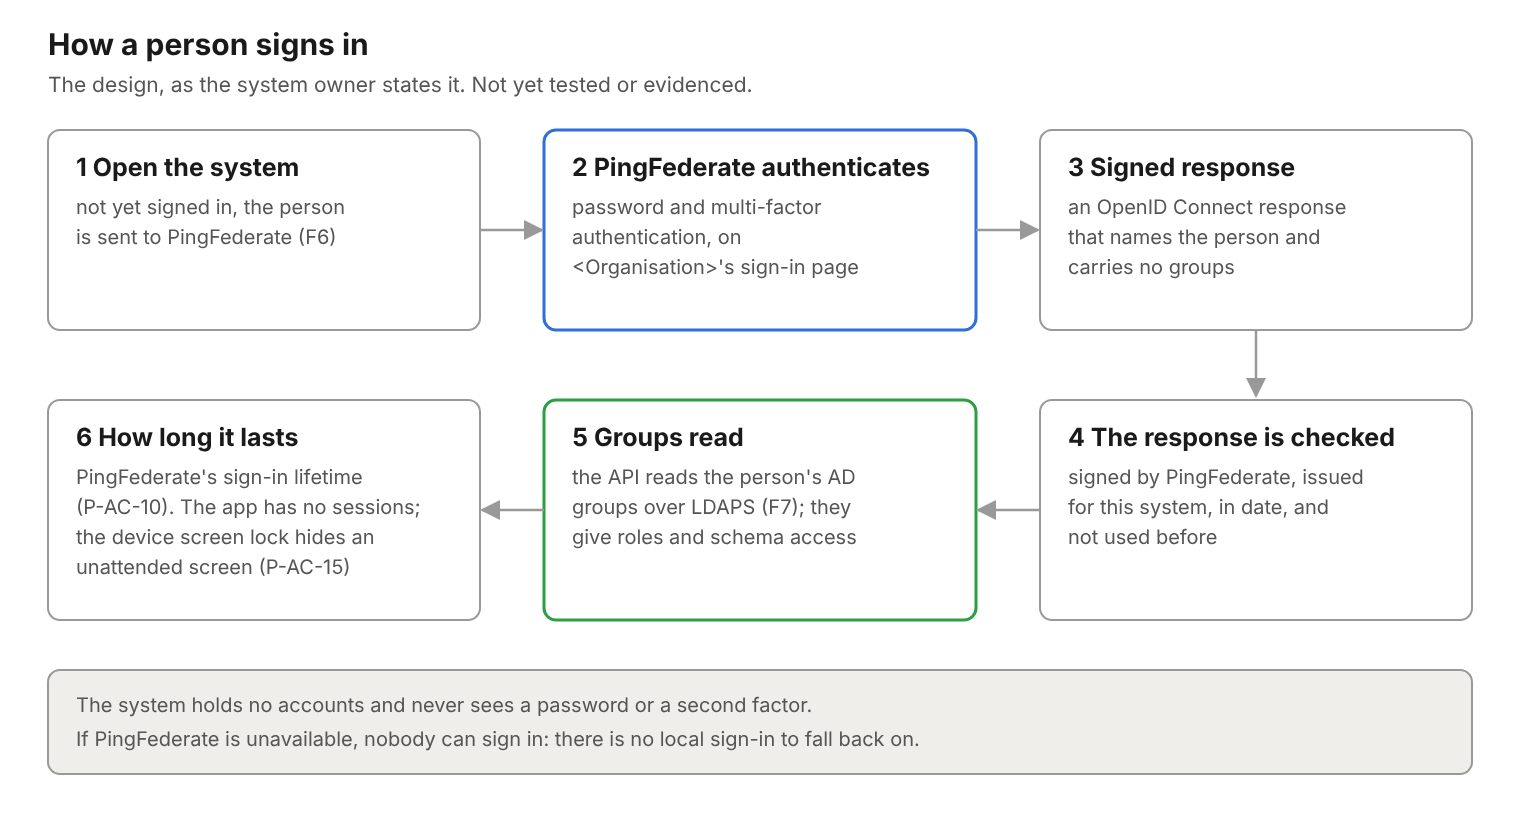 How a person signs in
The design, as the system owner states it. Not yet tested or evidenced.
1 Open the system
not yet signed in, the person
is sent to PingFederate (F6)
2 PingFederate authenticates
password and multi-factor
authentication, on
<Organisation>'s sign-in page
3 Signed response
an OpenID Connect response
that names the person and
carries no groups
4 The response is checked
signed by PingFederate, issued
for this system, in date, and
not used before
5 Groups read
the API reads the person's AD
groups over LDAPS (F7); they
give roles and schema access
6 How long it lasts
PingFederate's sign-in lifetime
(P-AC-10). The app has no sessions;
the device screen lock hides an
unattended screen (P-AC-15)
The system holds no accounts and never sees a password or a second factor.
If PingFederate is unavailable, nobody can sign in: there is no local sign-in to fall back on.